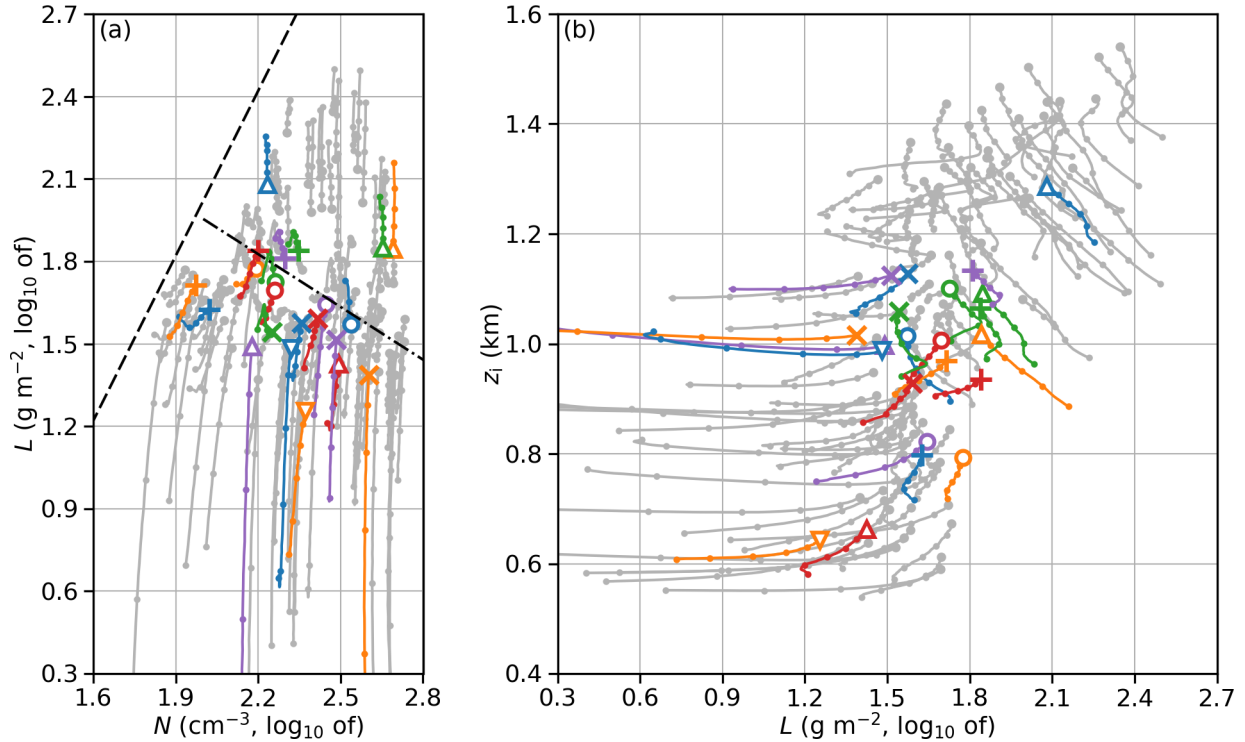 (a)
2.7
2.4
2.1
1.8
1.5
1.2
0.9
0.6
0.3
L (g m⁻², log₁₀ of)
1.6 1.9 2.2 2.5 2.8
N (cm⁻³, log₁₀ of)
(b)
1.6
1.4
1.2
1.0
0.8
0.6
0.4
zᵢ (km)
0.3 0.6 0.9 1.2 1.5 1.8 2.1 2.4 2.7
L (g m⁻², log₁₀ of)